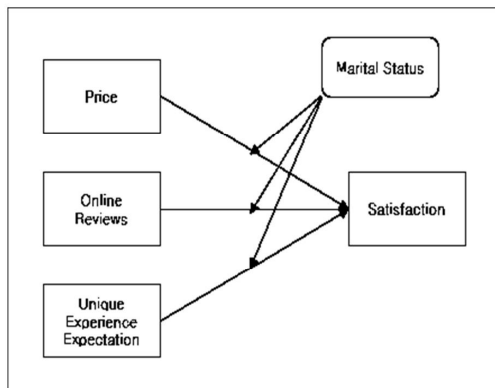 Marital Status
Price
Online
Reviews
Satisfaction
Unique
Experience
Expectation